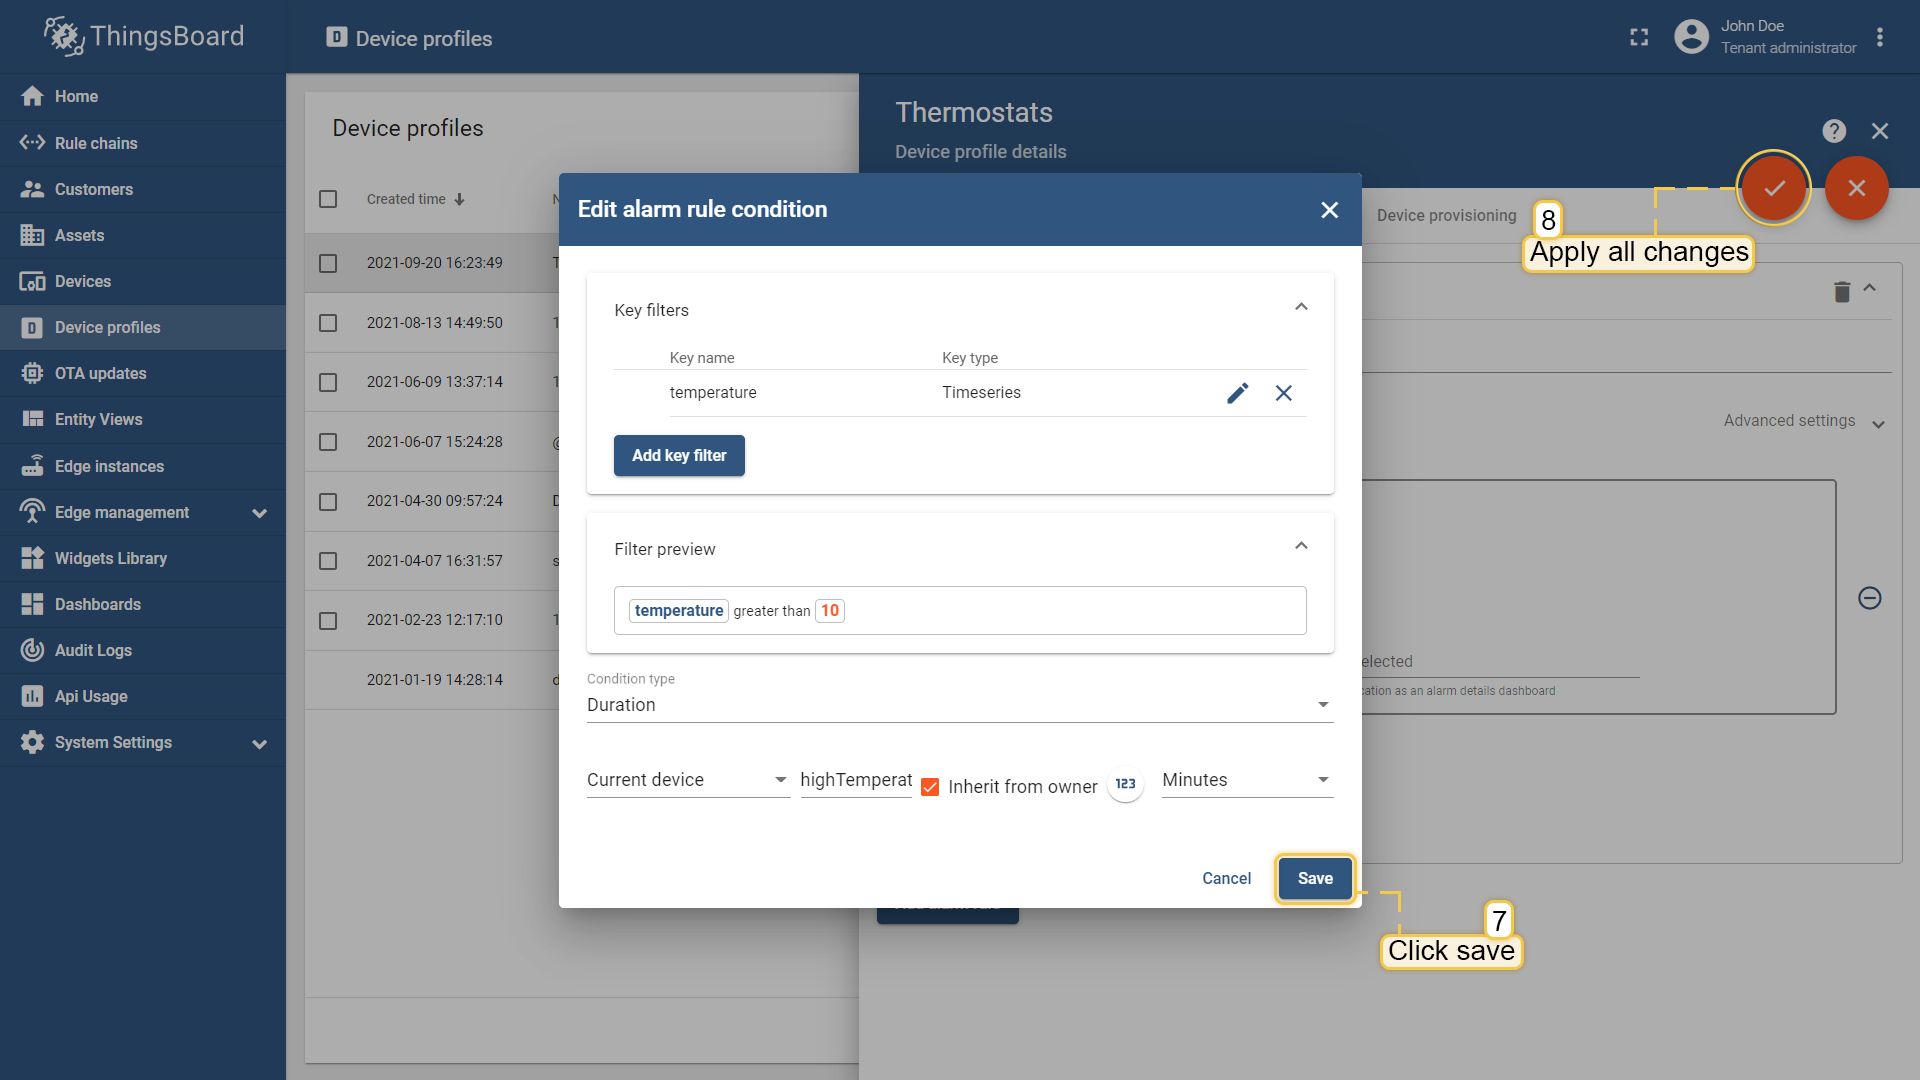 ThingsBoard
Device profiles
John Doe
Tenant administrator
Home
Rule chains
Customers
Assets
Devices
Device profiles
OTA updates
Entity Views
Edge instances
Edge management
Widgets Library
Dashboards
Audit Logs
Api Usage
System Settings
Device profiles
Created time
2021-09-20 16:23:49
2021-08-13 14:49:50
2021-06-09 13:37:14
2021-06-07 15:24:28
2021-04-30 09:57:24
2021-04-07 16:31:57
2021-02-23 12:17:10
2021-01-19 14:28:14
Thermostats
Device profile details
Device provisioning
8
Apply all changes
Advanced settings
elected
cation as an alarm details dashboard
Edit alarm rule condition
Key filters
Key name Key type
temperature Timeseries
Add key filter
Filter preview
temperature greater than 10
Condition type
Duration
Current device highTemperat Inherit from owner 123 Minutes
Cancel Save
7
Click save